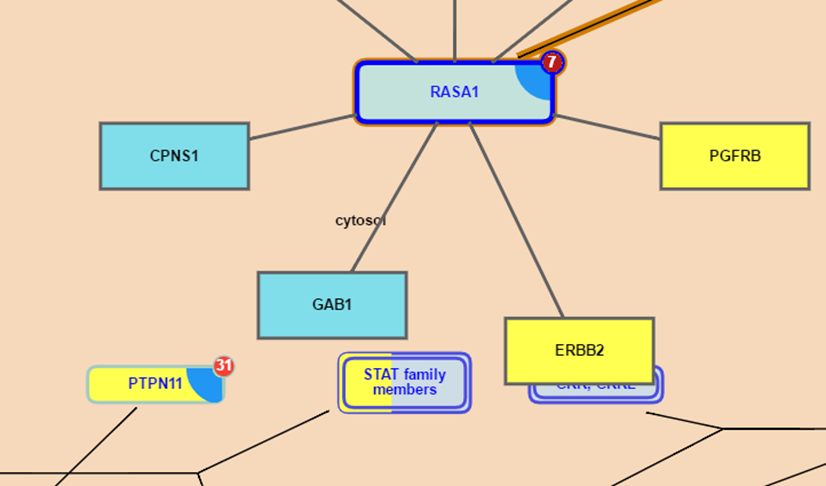 7
RASA1
CPNS1
PGFRB
cytosol
GAB1
ERBB2
31
PTPN11
STAT family
members